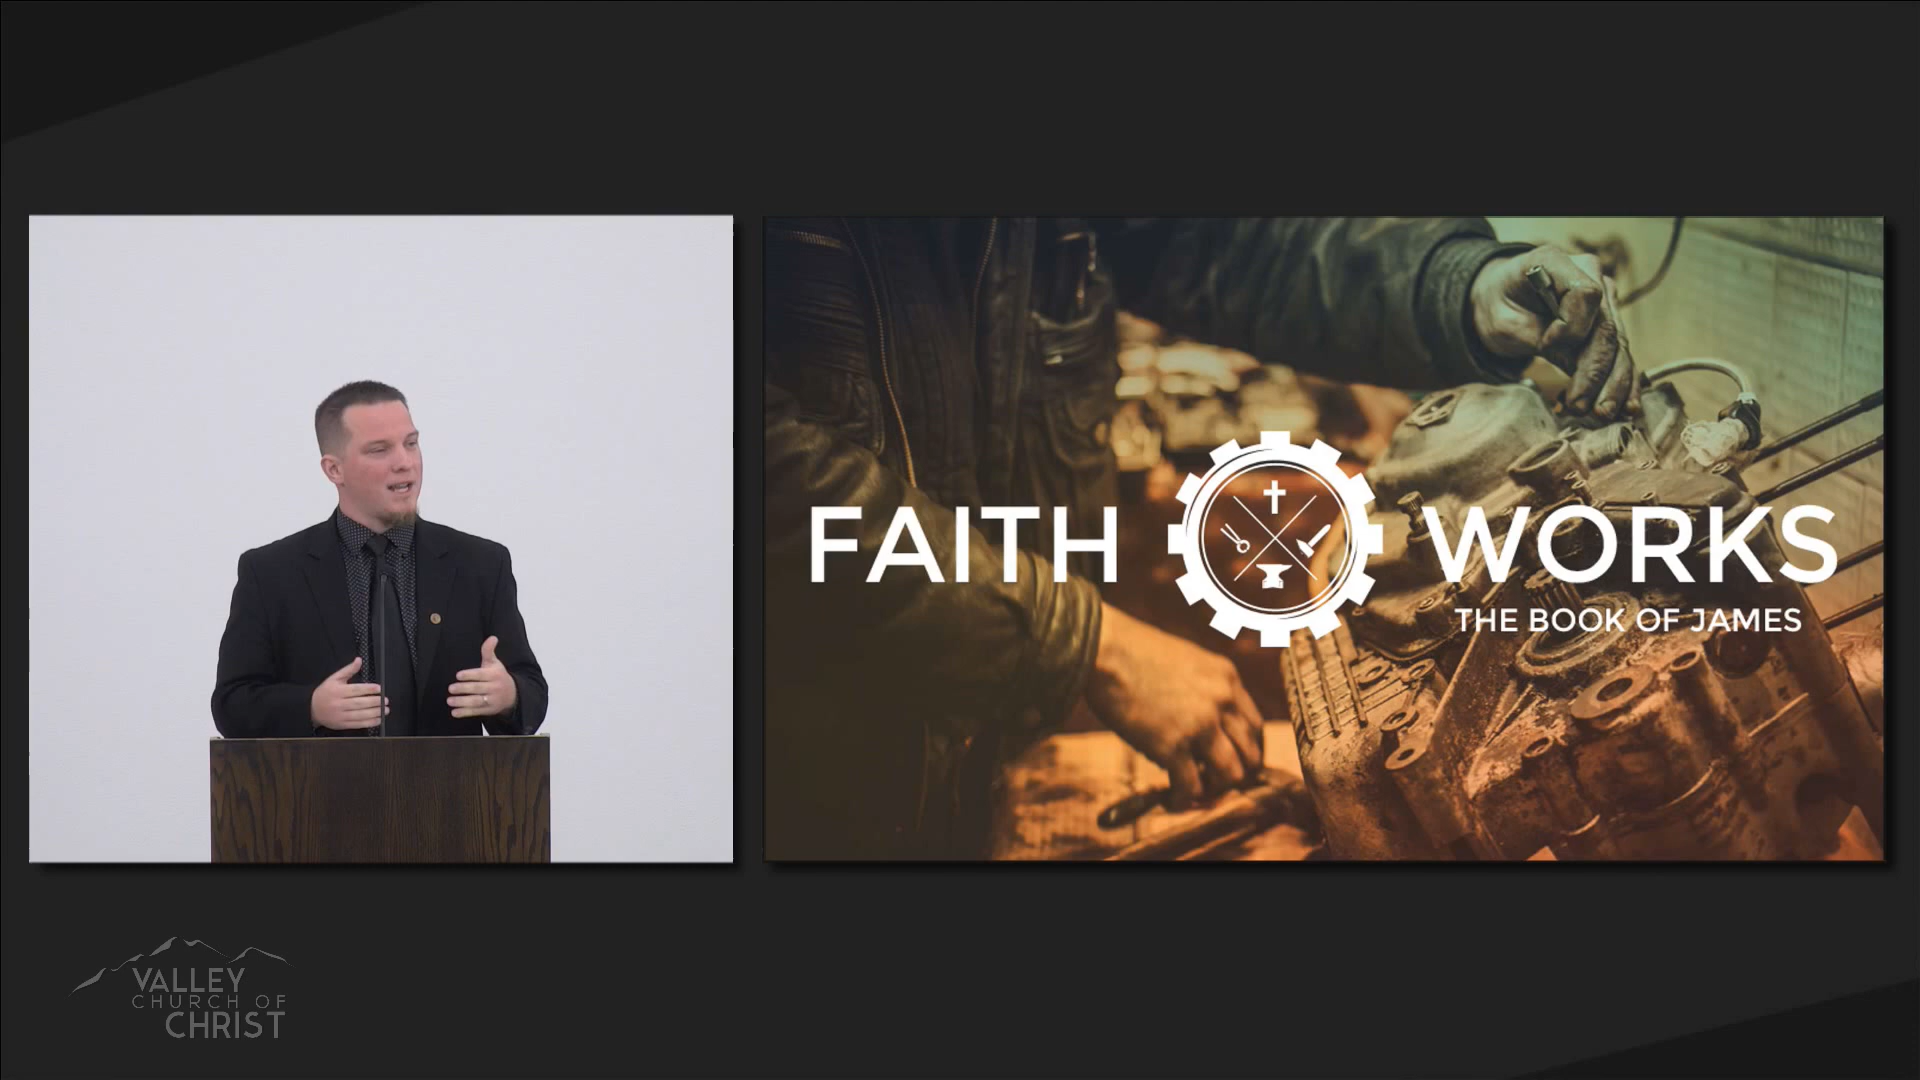 FAITH WORKS
THE BOOK OF JAMES
VALLEY
CHURCH OF
CHRIST